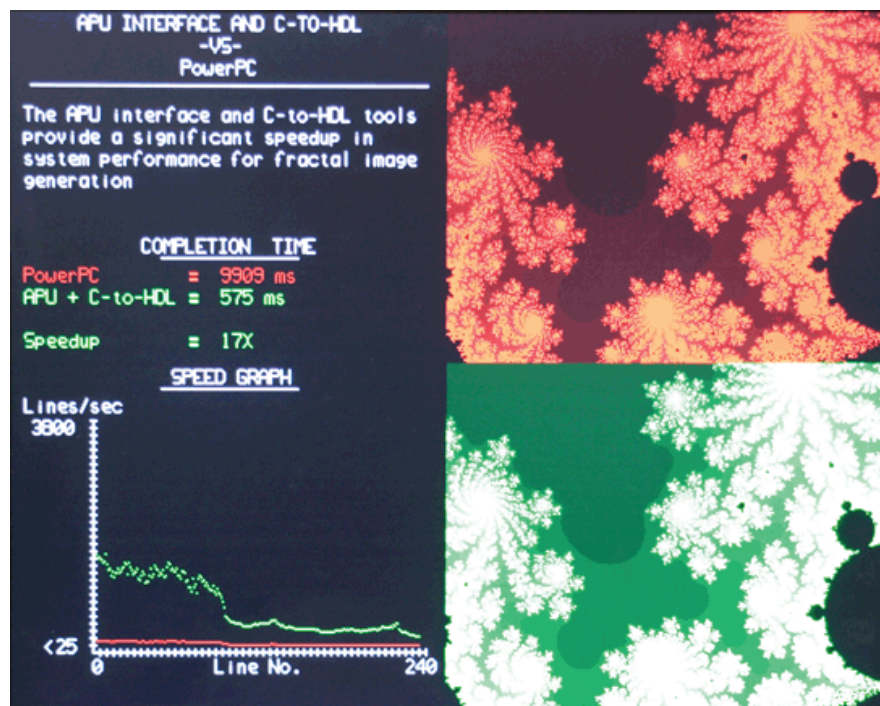 APU INTERFACE AND C-TO-HDL
-VS-
PowerPC
The APU interface and C-to-HDL tools
provide a significant speedup in
system performance for fractal image
generation
COMPLETION TIME
PowerPC = 9909 ms
APU + C-to-HDL = 575 ms
Speedup = 17X
SPEED GRAPH
Lines/sec
3800
<25
0 Line No. 240